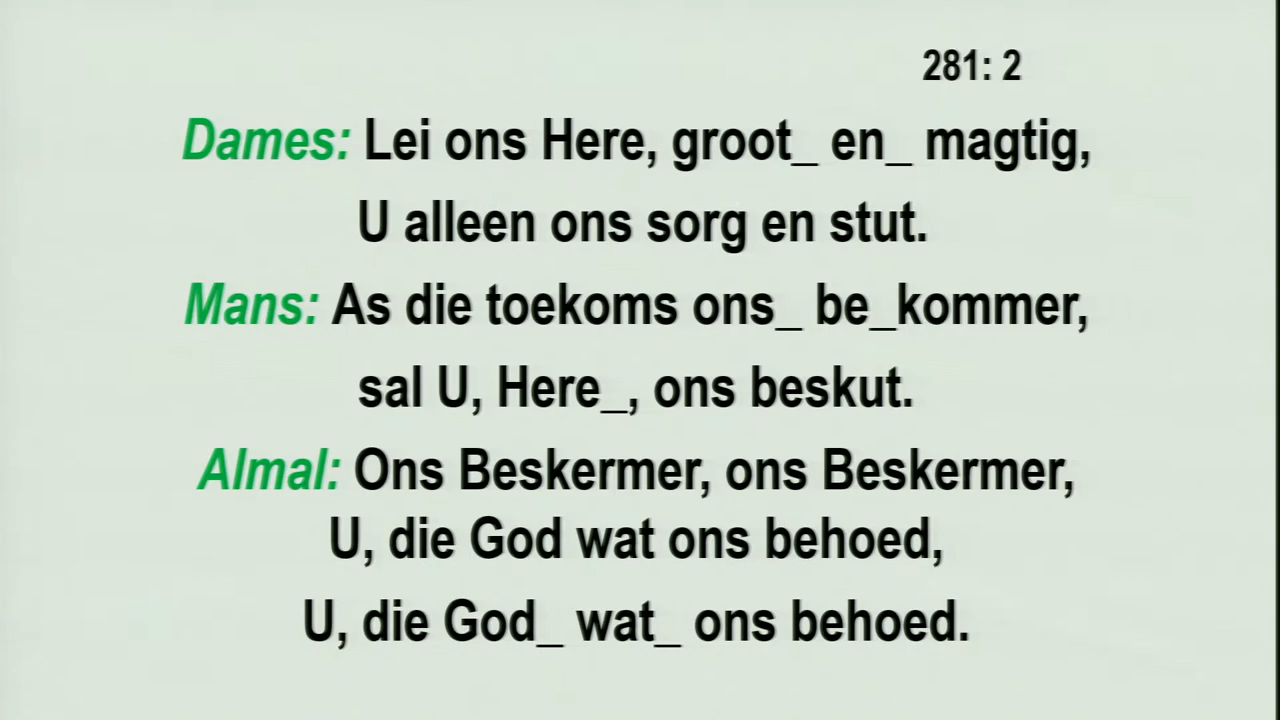 281: 2
Dames: Lei ons Here, groot_ en_ magtig,
U alleen ons sorg en stut.
Mans: As die toekoms ons_ be_kommer,
sal U, Here_, ons beskut.
Almal: Ons Beskermer, ons Beskermer,
U, die God wat ons behoed,
U, die God_ wat_ ons behoed.